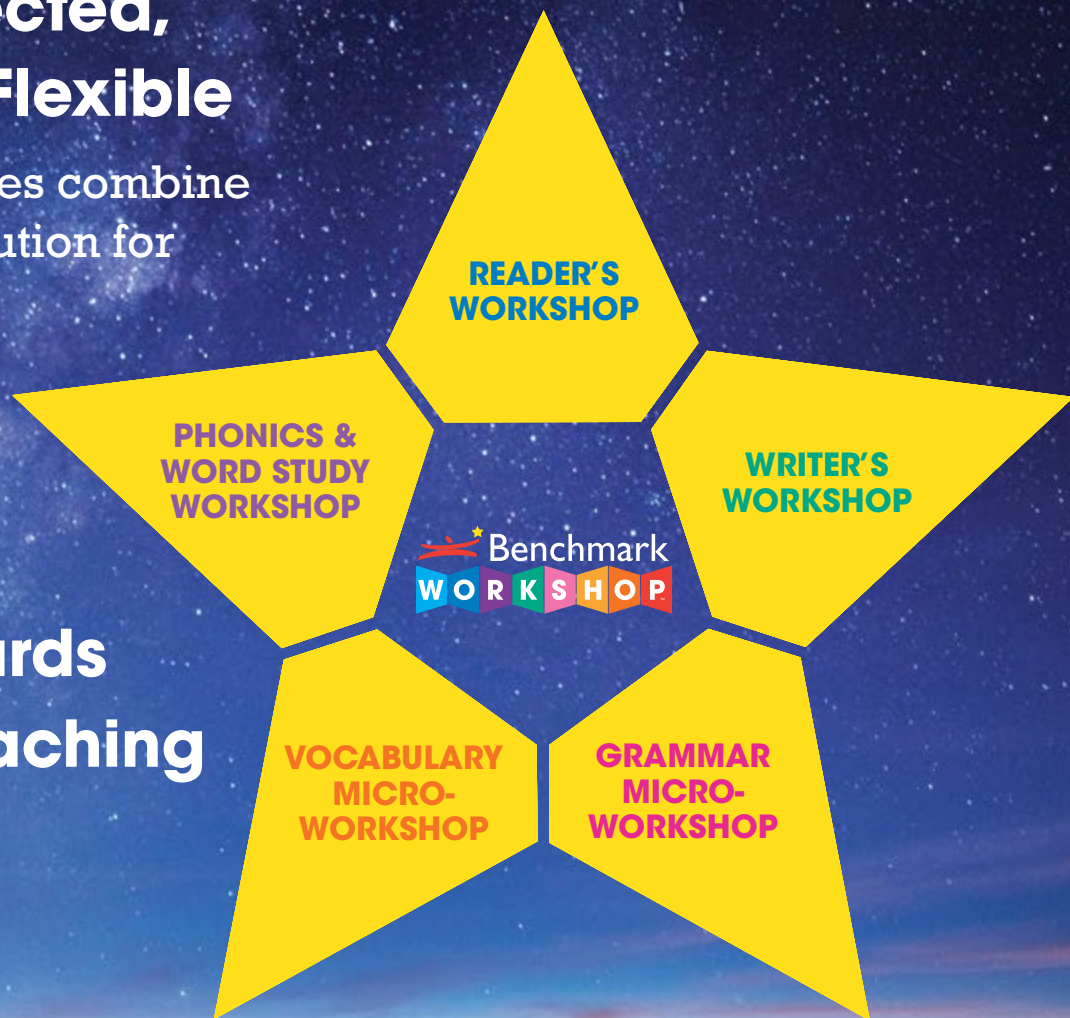 Flexible
es combine
ution for
READER'S
WORKSHOP
PHONICS &
WORD STUDY
WORKSHOP
WRITER'S
WORKSHOP
Benchmark
WORKSHOP™
rds
aching
VOCABULARY
MICRO-
WORKSHOP
GRAMMAR
MICRO-
WORKSHOP